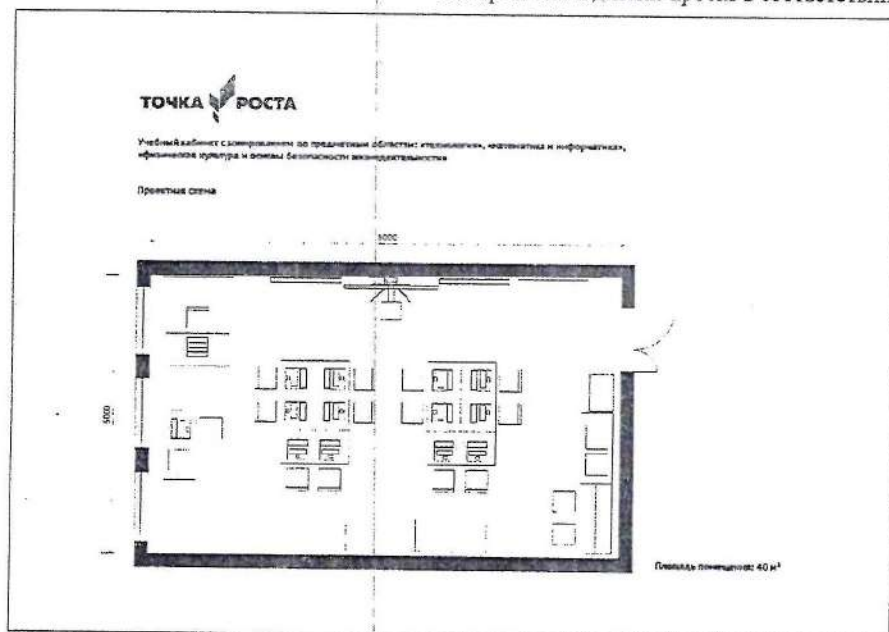 ТОЧКА РОСТА
Учебный кабинет с зонированием по предметным областям: «технология», «математика и информатика»,
«физическая культура и основы безопасности жизнедеятельности»
Проектная схема
8000
5000
Площадь помещения: 40 м²